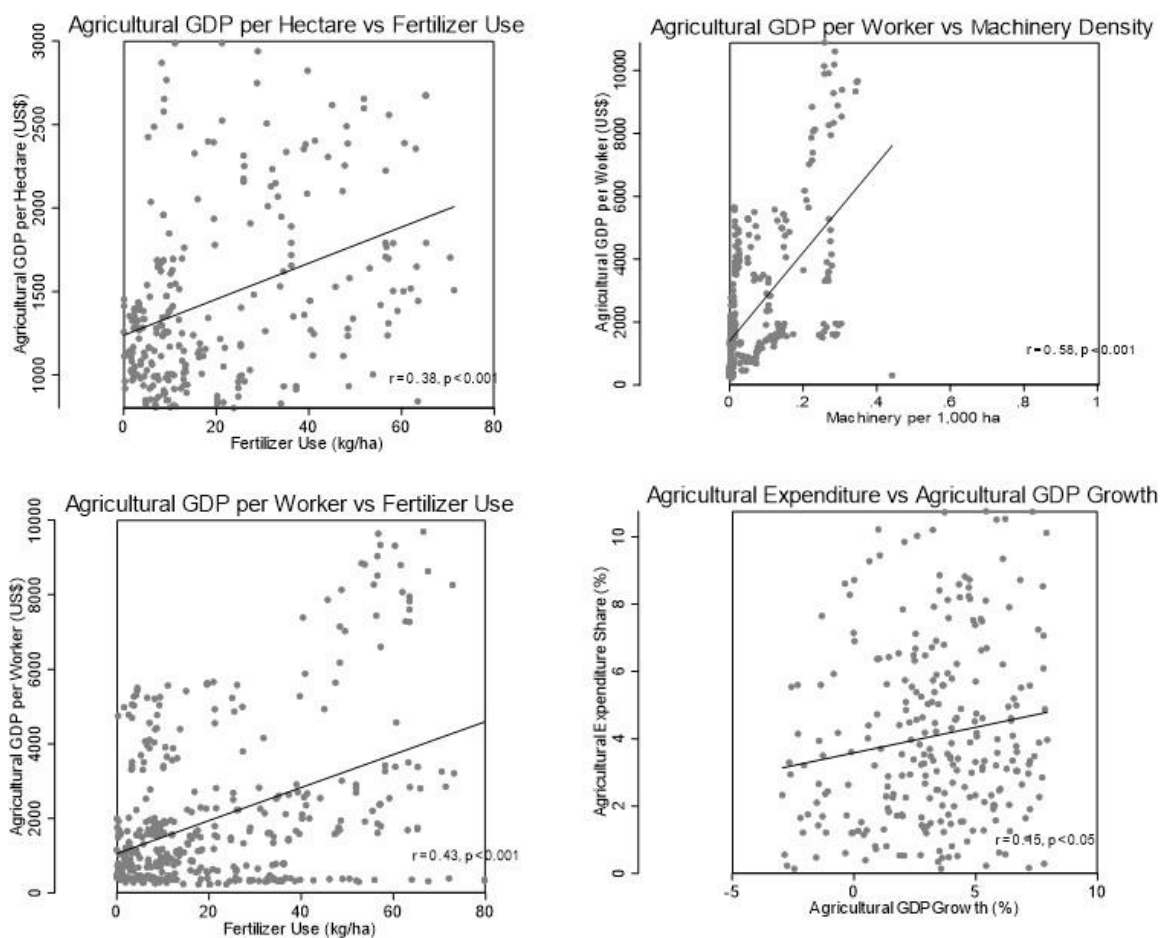 Agricultural GDP per Hectare vs Fertilizer Use
Agricultural GDP per Hectare (US$)
3000
2500
2000
1500
1000
r=0.38, p<0.001
0 20 40 60 80
Fertilizer Use (kg/ha)
Agricultural GDP per Worker vs Machinery Density
Agricultural GDP per Worker (US$)
10000
8000
6000
4000
2000
0
r=0.58, p<0.001
0 .2 .4 .6 .8 1
Machinery per 1,000 ha
Agricultural GDP per Worker vs Fertilizer Use
Agricultural GDP per Worker (US$)
10000
8000
6000
4000
2000
0
r=0.43, p<0.001
0 20 40 60 80
Fertilizer Use (kg/ha)
Agricultural Expenditure vs Agricultural GDP Growth
Agricultural Expenditure Share (%)
10
8
6
4
2
0
p<0.05
-5 0 5 10
Agricultural GDP Growth (%)